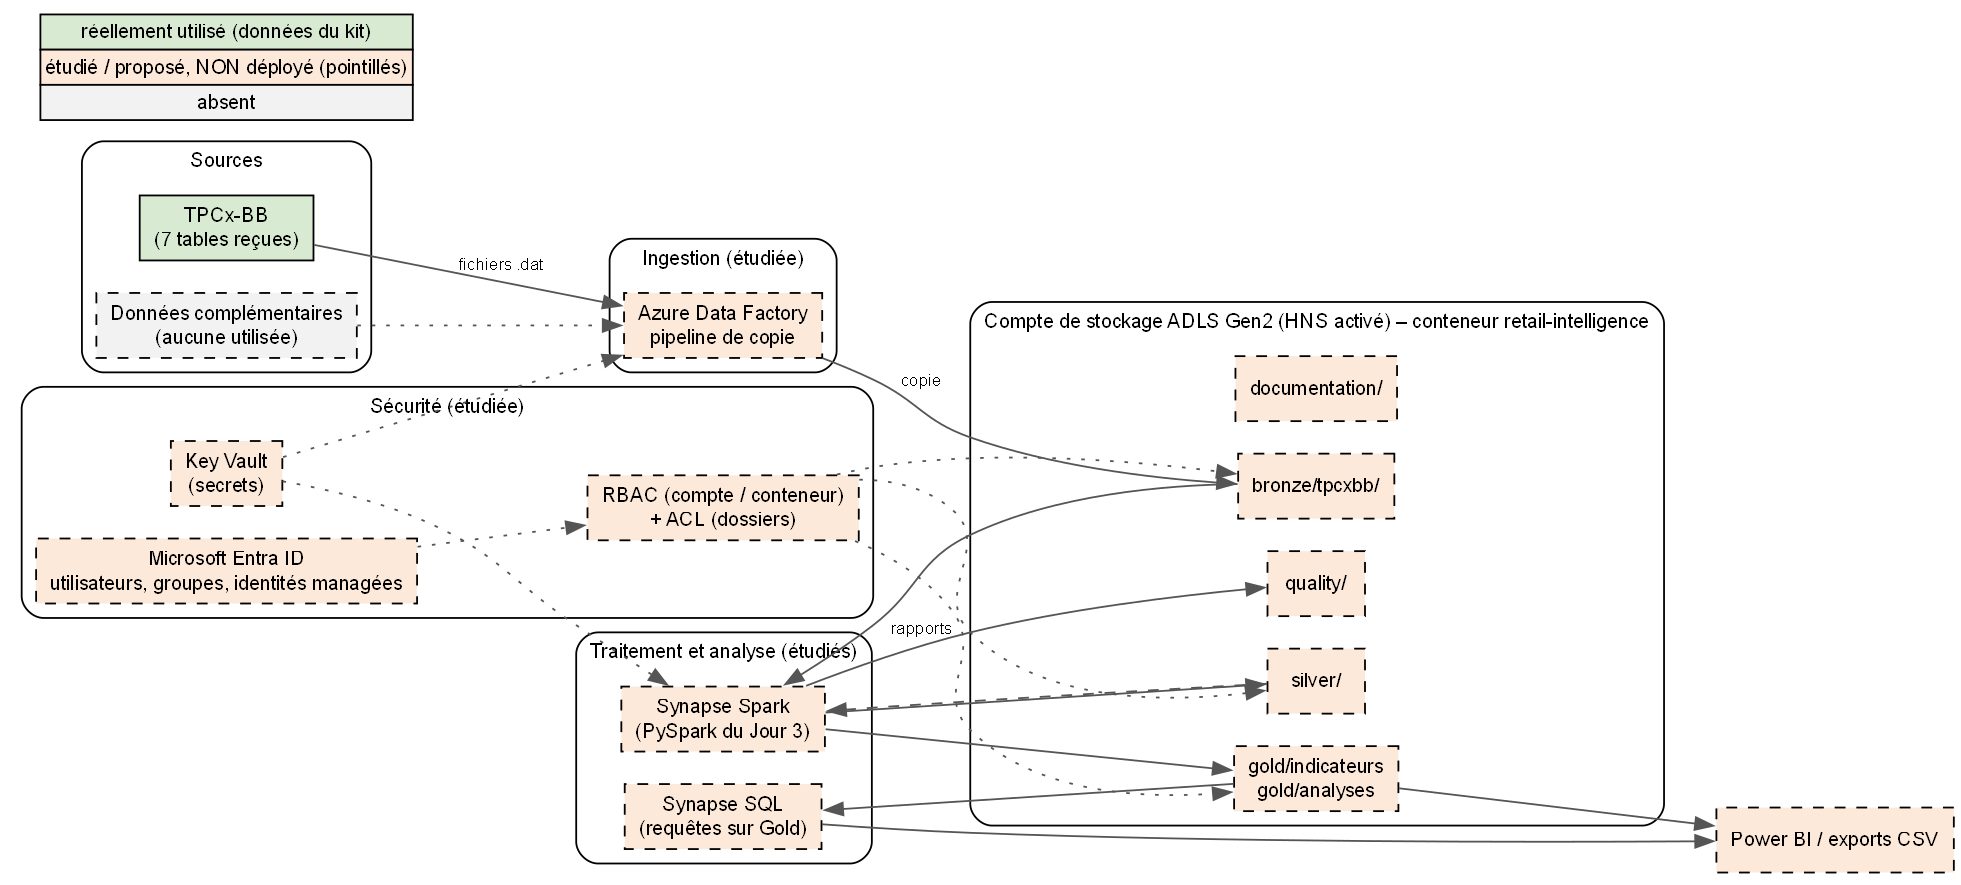 réellement utilisé (données du kit)
étudié / proposé, NON déployé (pointillés)
absent
Sources
TPCx-BB
(7 tables reçues)
Données complémentaires
(aucune utilisée)
fichiers .dat
Ingestion (étudiée)
Azure Data Factory
pipeline de copie
copie
Sécurité (étudiée)
Key Vault
(secrets)
Microsoft Entra ID
utilisateurs, groupes, identités managées
RBAC (compte / conteneur)
+ ACL (dossiers)
Compte de stockage ADLS Gen2 (HNS activé) – conteneur retail-intelligence
documentation/
bronze/tpcxbb/
quality/
silver/
gold/indicateurs
gold/analyses
rapports
Traitement et analyse (étudiés)
Synapse Spark
(PySpark du Jour 3)
Synapse SQL
(requêtes sur Gold)
Power BI / exports CSV